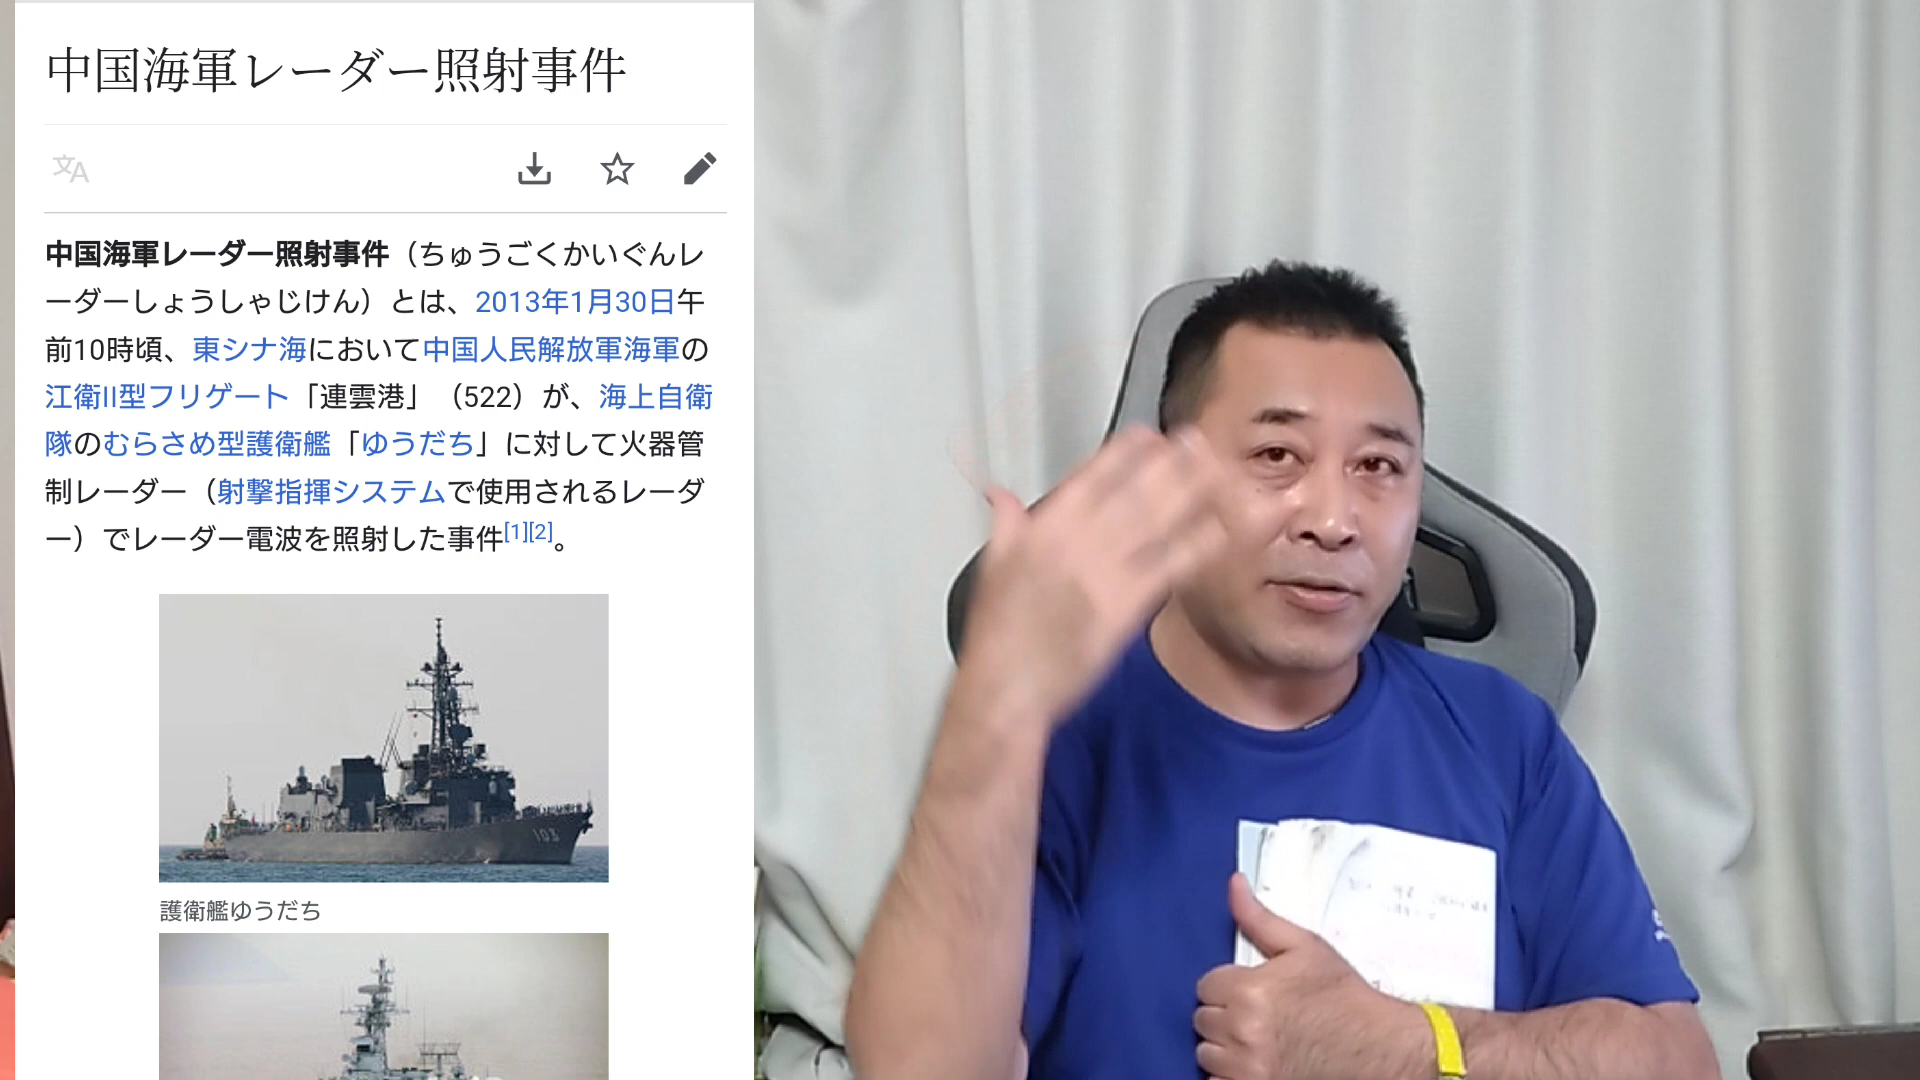 中国海軍レーダー照射事件
文A
中国海軍レーダー照射事件（ちゅうごくかいぐんレ
ーダーしょうしゃじけん）とは、2013年1月30日午
前10時頃、東シナ海において中国人民解放軍海軍の
江衛II型フリゲート「連雲港」（522）が、海上自衛
隊のむらさめ型護衛艦「ゆうだち」に対して火器管
制レーダー（射撃指揮システムで使用されるレーダ
ー）でレーダー電波を照射した事件[1][2]。
103
護衛艦ゆうだち